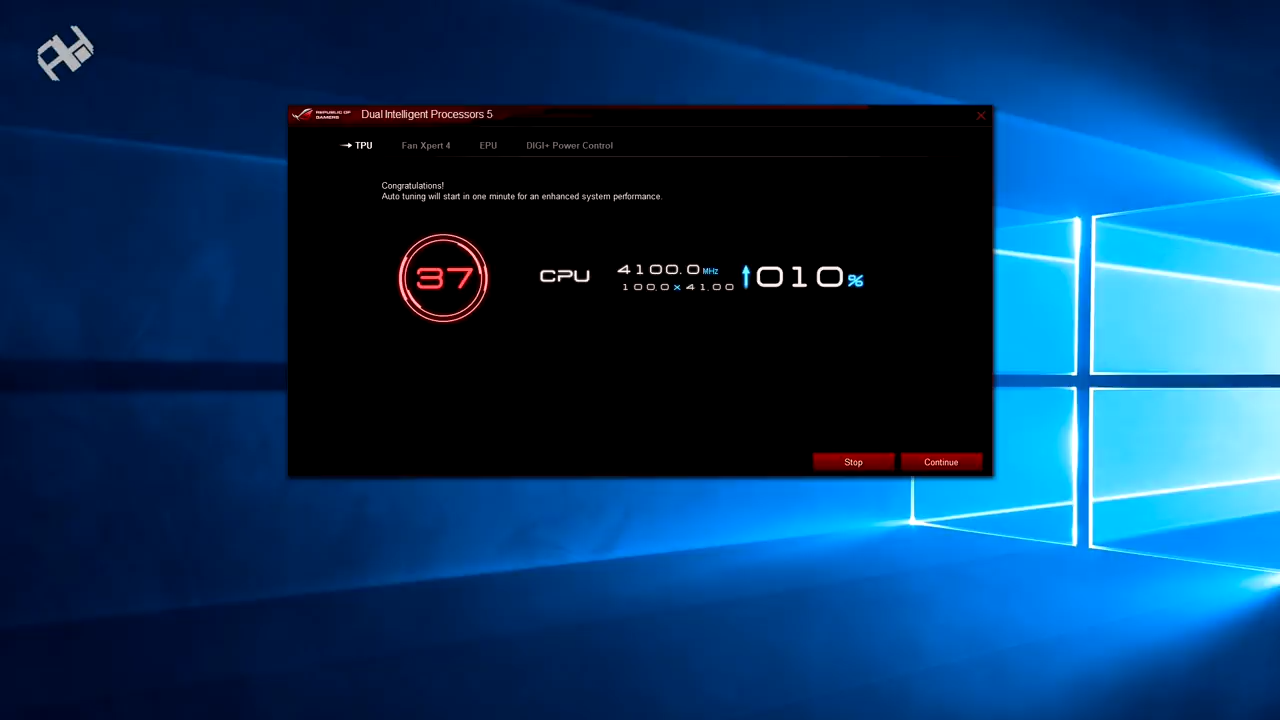 REPUBLIC OF
GAMERS
Dual Intelligent Processors 5
TPU
Fan Xpert 4
EPU
DIGI+ Power Control
Congratulations!
Auto tuning will start in one minute for an enhanced system performance.
37
CPU
4100.0 MHz
100.0 x 41.00
010%
Stop
Continue